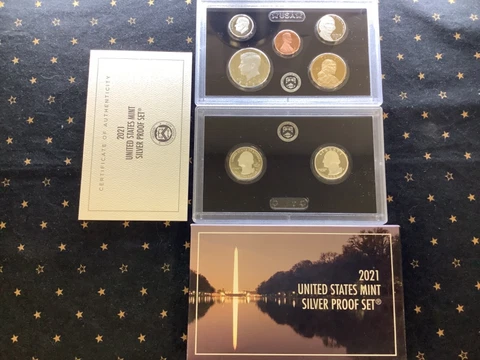 USA
CERTIFICATE OF AUTHENTICITY
2021
UNITED STATES MINT
SILVER PROOF SET®
2021
UNITED STATES MINT
SILVER PROOF SET®